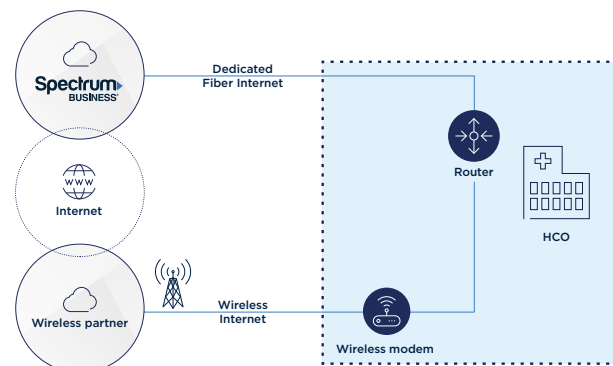 Dedicated
Fiber Internet
Spectrum
BUSINESS
Router
WWW
Internet
HCO
Wireless partner
Wireless
Internet
Wireless modem